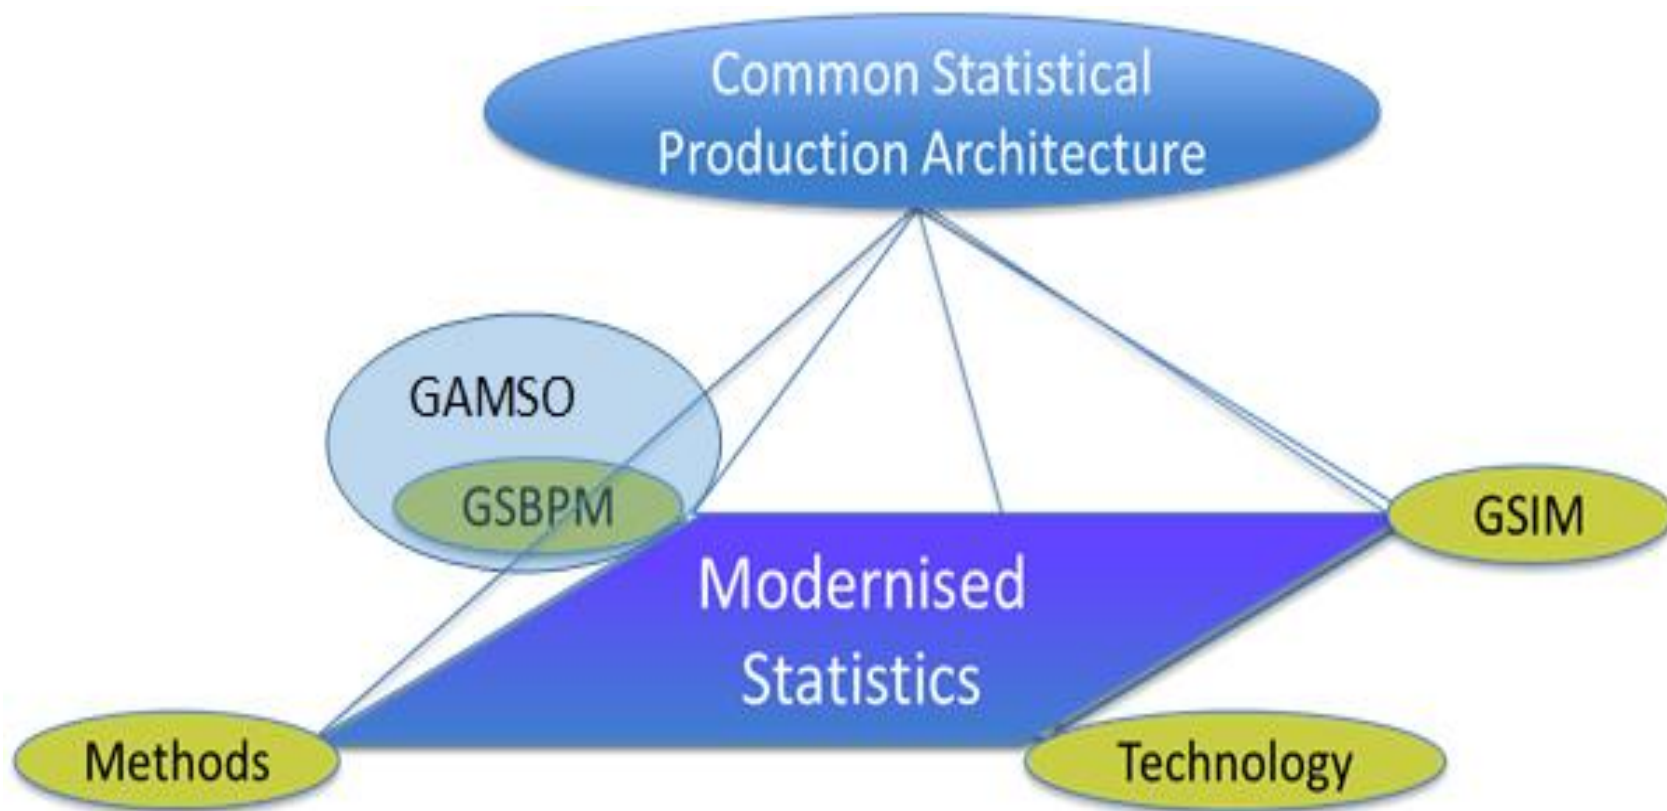 Common Statistical
Production Architecture
GAMSO
GSBPM
GSIM
Modernised
Statistics
Methods
Technology